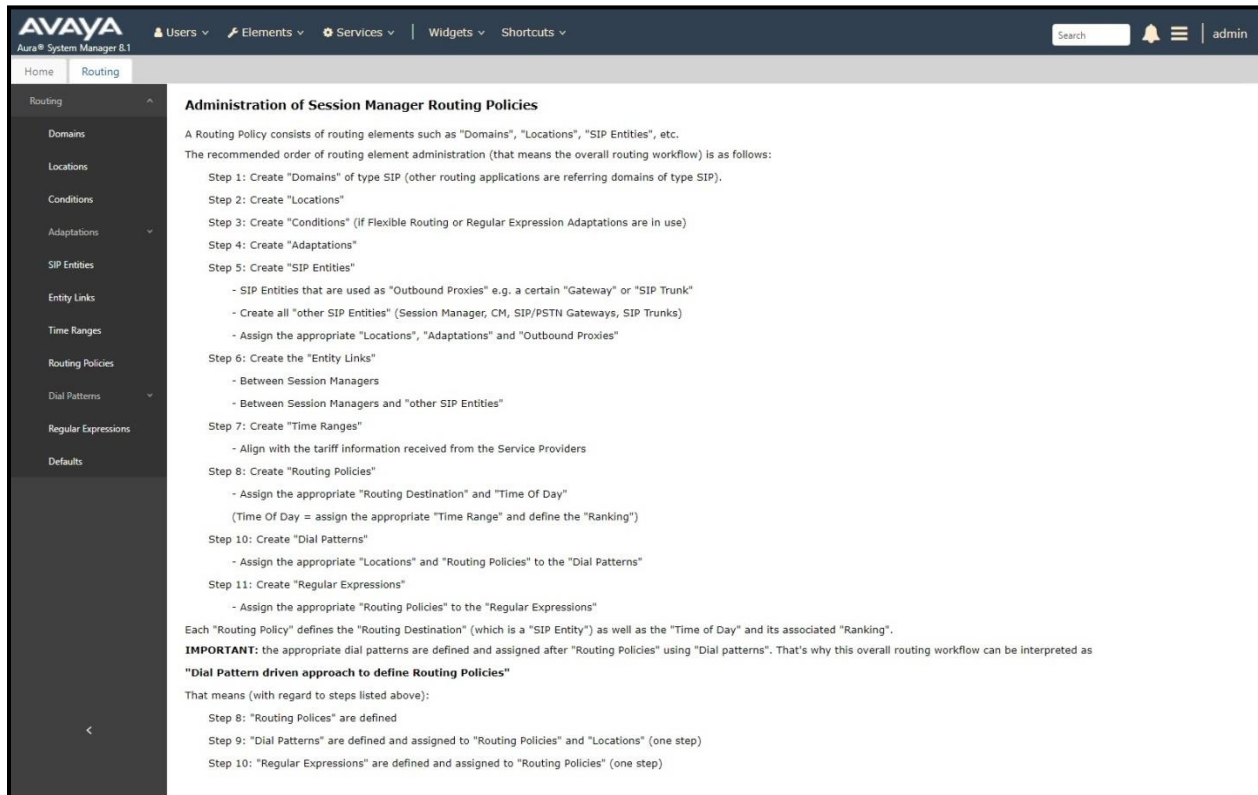 AVAYA
Aura® System Manager 8.1
Users Elements Services | Widgets Shortcuts
Search
admin
Home Routing
Routing
Domains
Locations
Conditions
Adaptations
SIP Entities
Entity Links
Time Ranges
Routing Policies
Dial Patterns
Regular Expressions
Defaults
Administration of Session Manager Routing Policies
A Routing Policy consists of routing elements such as "Domains", "Locations", "SIP Entities", etc.
The recommended order of routing element administration (that means the overall routing workflow) is as follows:
Step 1: Create "Domains" of type SIP (other routing applications are referring domains of type SIP).
Step 2: Create "Locations"
Step 3: Create "Conditions" (if Flexible Routing or Regular Expression Adaptations are in use)
Step 4: Create "Adaptations"
Step 5: Create "SIP Entities"
- SIP Entities that are used as "Outbound Proxies" e.g. a certain "Gateway" or "SIP Trunk"
- Create all "other SIP Entities" (Session Manager, CM, SIP/PSTN Gateways, SIP Trunks)
- Assign the appropriate "Locations", "Adaptations" and "Outbound Proxies"
Step 6: Create the "Entity Links"
- Between Session Managers
- Between Session Managers and "other SIP Entities"
Step 7: Create "Time Ranges"
- Align with the tariff information received from the Service Providers
Step 8: Create "Routing Policies"
- Assign the appropriate "Routing Destination" and "Time Of Day"
(Time Of Day = assign the appropriate "Time Range" and define the "Ranking")
Step 10: Create "Dial Patterns"
- Assign the appropriate "Locations" and "Routing Policies" to the "Dial Patterns"
Step 11: Create "Regular Expressions"
- Assign the appropriate "Routing Policies" to the "Regular Expressions"
Each "Routing Policy" defines the "Routing Destination" (which is a "SIP Entity") as well as the "Time of Day" and its associated "Ranking".
IMPORTANT: the appropriate dial patterns are defined and assigned after "Routing Policies" using "Dial patterns". That's why this overall routing workflow can be interpreted as
"Dial Pattern driven approach to define Routing Policies"
That means (with regard to steps listed above):
Step 8: "Routing Polices" are defined
Step 9: "Dial Patterns" are defined and assigned to "Routing Policies" and "Locations" (one step)
Step 10: "Regular Expressions" are defined and assigned to "Routing Policies" (one step)